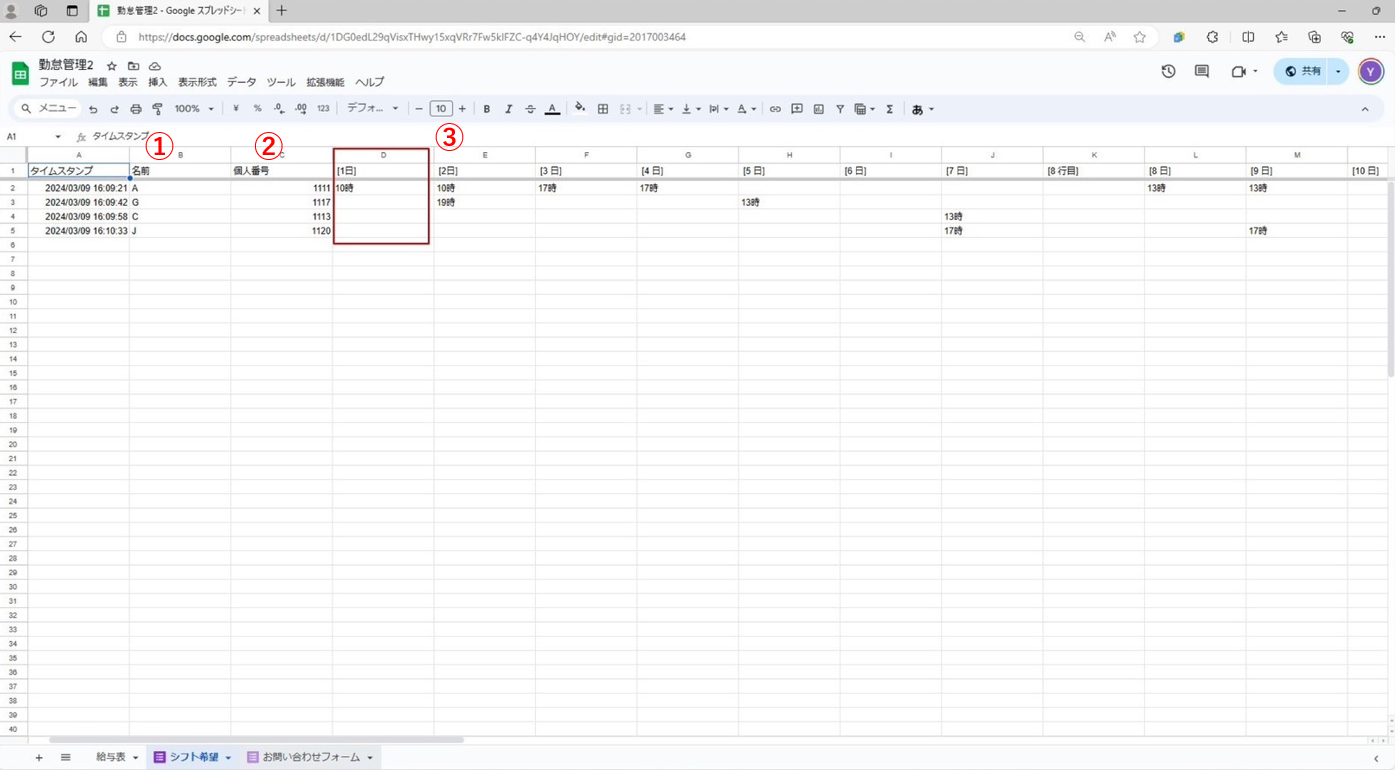 勤怠管理2 - Google スプレッドシート
https://docs.google.com/spreadsheets/d/1DG0edL29qVisxTHwy15xqVRr7Fw5kIFZC-q4Y4JqHOY/edit#gid=2017003464
勤怠管理2
ファイル 編集 表示 挿入 表示形式 データ ツール 拡張機能 ヘルプ
共有 Y
メニュー 100% ¥ % .0 .00 123 デフォ... − 10 + B I S A A Σ あ
A1 fx タイムスタンプ
① ② ③
A B C D E F G H I J K L M
1 タイムスタンプ 名前 個人番号 [1日] [2日] [3 日] [4 日] [5 日] [6 日] [7 日] [8 行目] [8 日] [9 日] [10 日]
2 2024/03/09 16:09:21 A 1111 10時 10時 17時 17時 13時 13時
3 2024/03/09 16:09:42 G 1117 19時 13時
4 2024/03/09 16:09:58 C 1113 13時
5 2024/03/09 16:10:33 J 1120 17時 17時
6
7
8
9
10
11
12
13
14
15
16
17
18
19
20
21
22
23
24
25
26
27
28
29
30
31
32
33
34
35
36
37
38
39
40
+ 給与表 シフト希望 お問い合わせフォーム